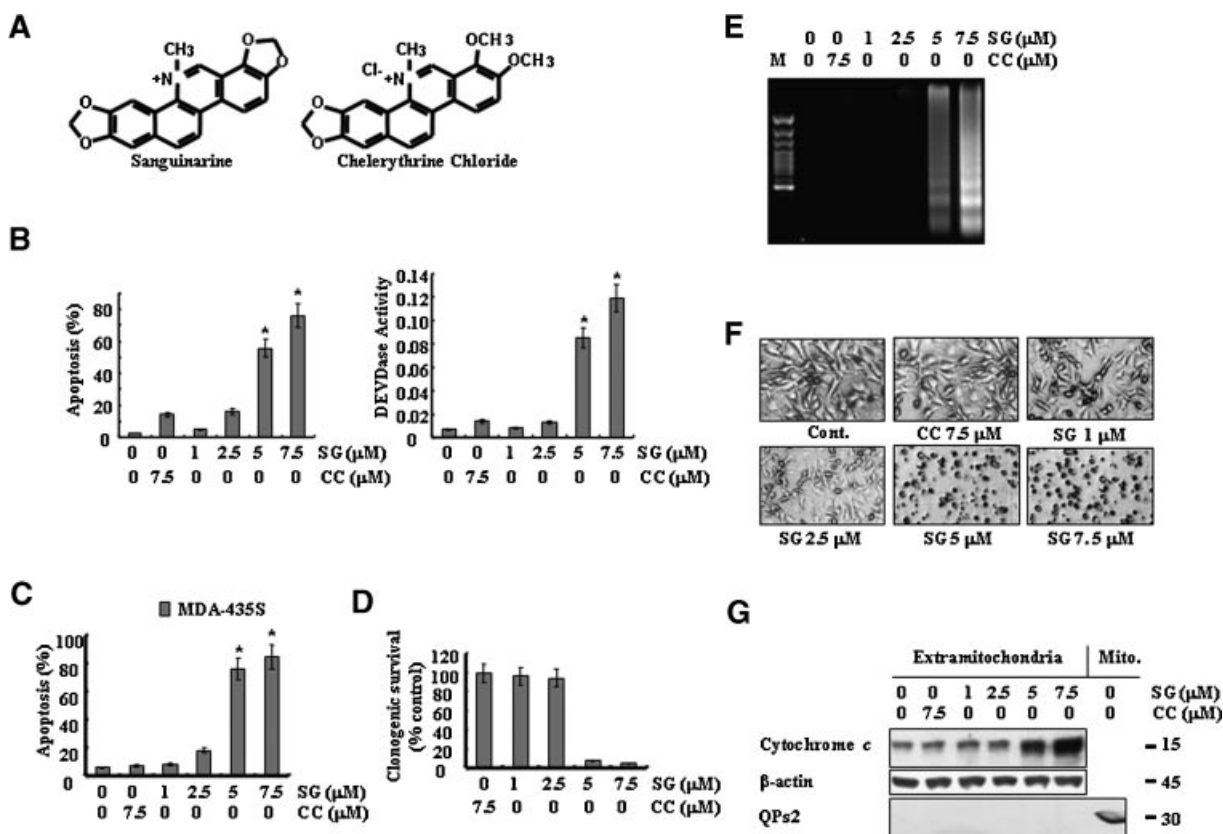 A
CH3
+N
O
O
O
O
Sanguinarine
CH3
Cl-
+N
OCH3
OCH3
O
O
Chelerythrine Chloride
B
Apoptosis (%)
80
60
40
20
0
0 0 1 2.5 5 7.5 SG (μM)
0 7.5 0 0 0 0 CC (μM)
* *
DEVDase Activity
0.14
0.12
0.10
0.08
0.06
0.04
0.02
0.00
0 0 1 2.5 5 7.5 SG (μM)
0 7.5 0 0 0 0 CC (μM)
* *
C
MDA-435S
Apoptosis (%)
100
80
60
40
20
0
0 0 1 2.5 5 7.5 SG (μM)
0 7.5 0 0 0 0 CC (μM)
* *
D
Clonogenic survival
(% control)
120
100
80
60
40
20
0
0 1 2.5 5 7.5 SG (μM)
7.5 0 0 0 0 CC (μM)
E
0 0 1 2.5 5 7.5 SG (μM)
M 0 7.5 0 0 0 0 CC (μM)
F
Cont.
CC 7.5 μM
SG 1 μM
SG 2.5 μM
SG 5 μM
SG 7.5 μM
G
Extramitochondria Mito.
0 0 1 2.5 5 7.5 0 SG (μM)
0 7.5 0 0 0 0 0 CC (μM)
Cytochrome c
- 15
β-actin
- 45
QPs2
- 30